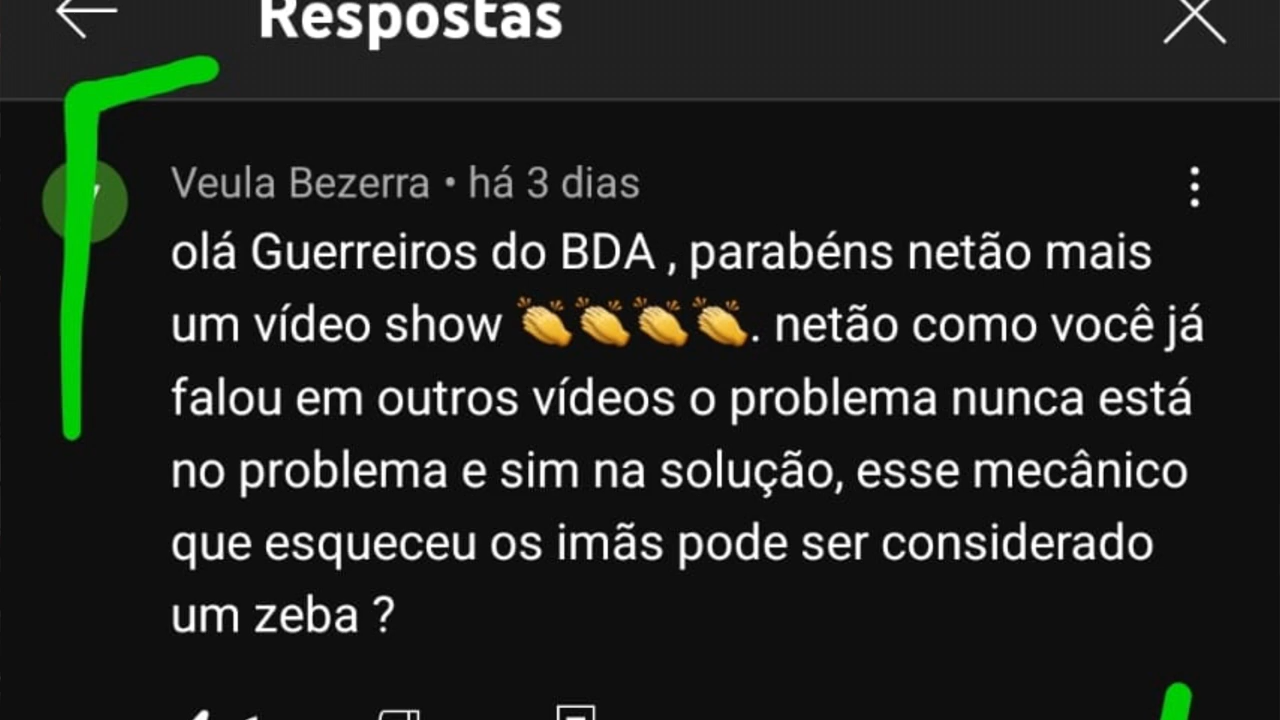 Respostas
Veula Bezerra • há 3 dias
olá Guerreiros do BDA , parabéns netão mais
um vídeo show 👏👏👏👏. netão como você já
falou em outros vídeos o problema nunca está
no problema e sim na solução, esse mecânico
que esqueceu os imãs pode ser considerado
um zeba ?